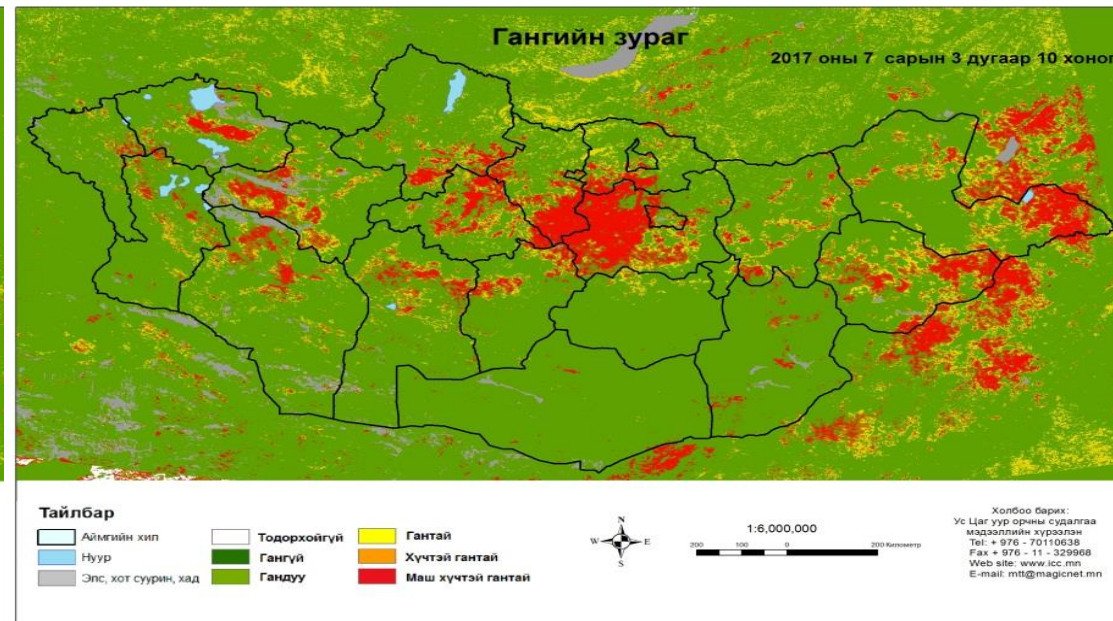 Гангийн зураг
2017 оны 7 сарын 3 дугаар 10 хоног
Тайлбар
Аймгийн хил
Нуур
Элс, хот суурин, хад
Тодорхойгүй
Гангүй
Гандуу
Гантай
Хүчтэй гантай
Маш хүчтэй гантай
N
W E
S
1:6,000,000
200 100 0 200 Километр
Холбоо барих:
Ус Цаг уур орчны судалгаа
мэдээллийн хүрээлэн
Tel: + 976 - 70110638
Fax + 976 - 11 - 329968
Web site: www.icc.mn
E-mail: mtt@magicnet.mn